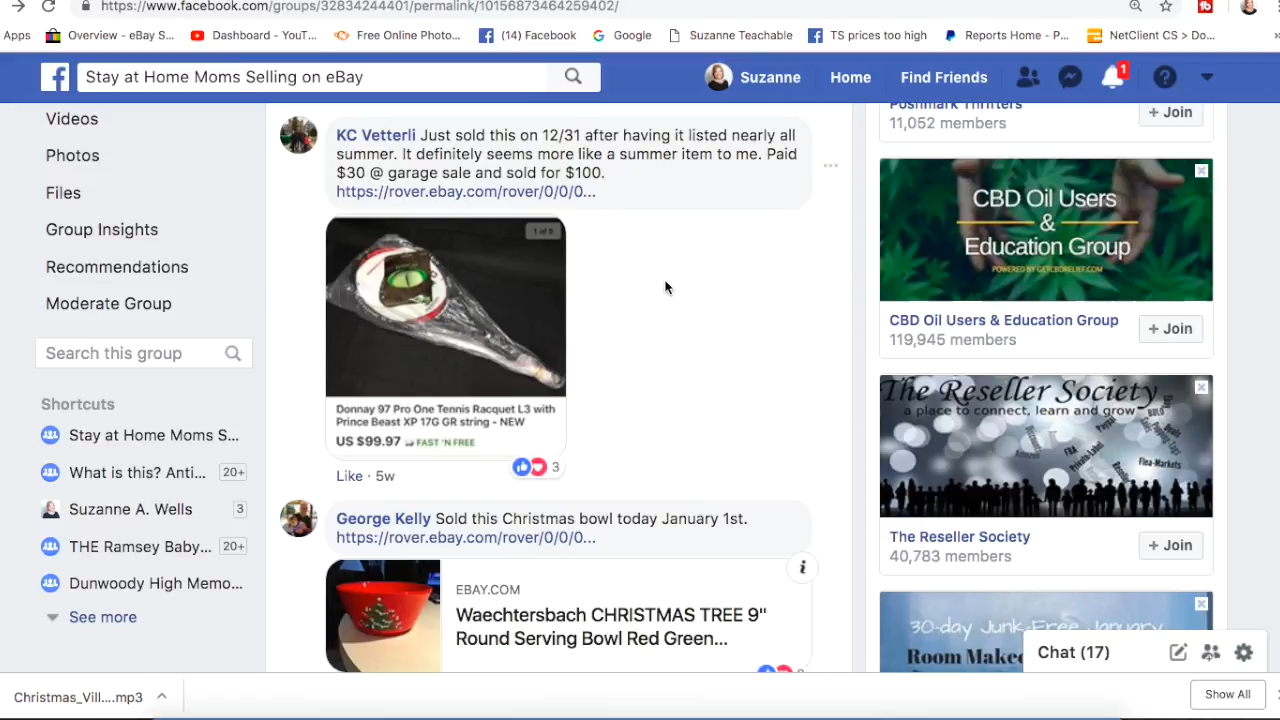 https://www.facebook.com/groups/32834244401/permalink/10156873464259402/
Apps
Overview - eBay S...
Dashboard - YouT...
Free Online Photo...
(14) Facebook
Google
Suzanne Teachable
TS prices too high
Reports Home - P...
NetClient CS > Do...
Stay at Home Moms Selling on eBay
Suzanne
Home
Find Friends
1
Videos
Photos
Files
Group Insights
Recommendations
Moderate Group
Search this group
Shortcuts
Stay at Home Moms S...
What is this? Anti...
20+
Suzanne A. Wells
3
THE Ramsey Baby...
20+
Dunwoody High Memo...
See more
KC Vetterli Just sold this on 12/31 after having it listed nearly all
summer. It definitely seems more like a summer item to me. Paid
$30 @ garage sale and sold for $100.
https://rover.ebay.com/rover/0/0/0...
Donnay 97 Pro One Tennis Racquet L3 with
Prince Beast XP 17G GR string - NEW
US $99.97 FAST 'N FREE
3
Like · 5w
George Kelly Sold this Christmas bowl today January 1st.
https://rover.ebay.com/rover/0/0/0...
EBAY.COM
Waechtersbach CHRISTMAS TREE 9"
Round Serving Bowl Red Green...
Poshmark Thrifters
11,052 members
+ Join
CBD Oil Users
&
Education Group
POWERED BY GETCBDRELIEF.COM
CBD Oil Users & Education Group
119,945 members
+ Join
The Reseller Society
a place to connect, learn and grow
Flea-Markets
The Reseller Society
40,783 members
+ Join
30-day Junk-Free January
Chat (17)
Christmas_Vill....mp3
Show All